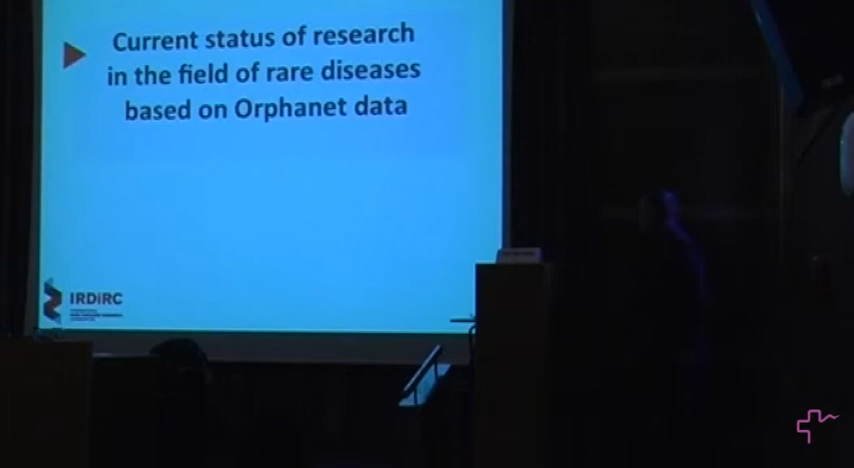 Current status of research
in the field of rare diseases
based on Orphanet data
IRDiRC